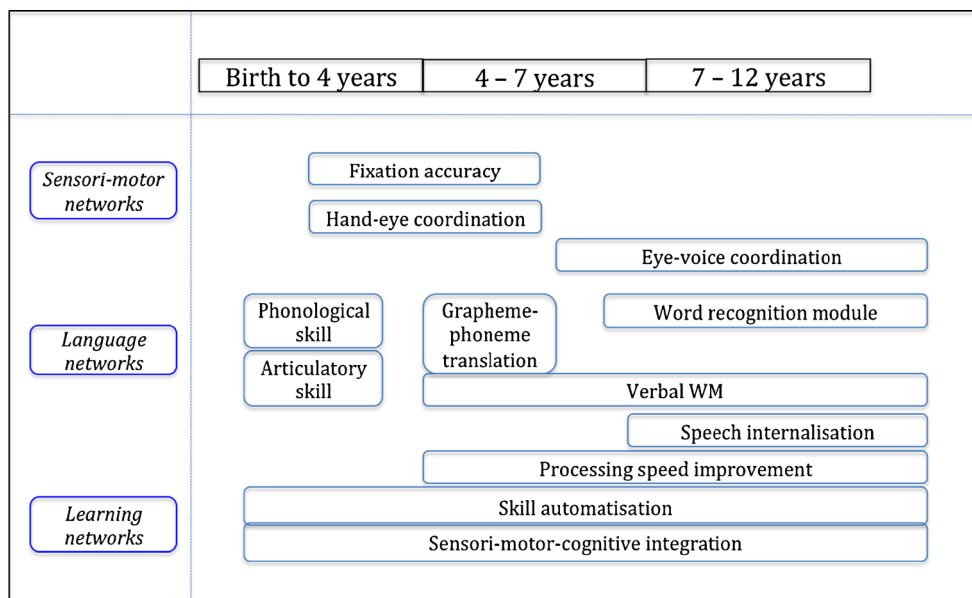 Birth to 4 years
4 – 7 years
7 – 12 years
Sensori-motor
networks
Fixation accuracy
Hand-eye coordination
Eye-voice coordination
Language
networks
Phonological
skill
Articulatory
skill
Grapheme-
phoneme
translation
Word recognition module
Verbal WM
Speech internalisation
Processing speed improvement
Learning
networks
Skill automatisation
Sensori-motor-cognitive integration